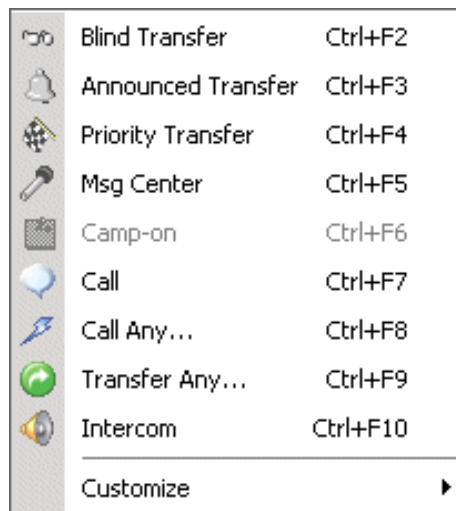 Blind Transfer Ctrl+F2
Announced Transfer Ctrl+F3
Priority Transfer Ctrl+F4
Msg Center Ctrl+F5
Camp-on Ctrl+F6
Call Ctrl+F7
Call Any... Ctrl+F8
Transfer Any... Ctrl+F9
Intercom Ctrl+F10
Customize